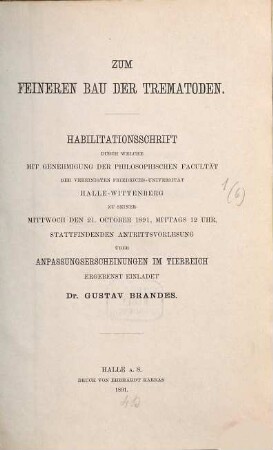 ZUM
FEINEREN BAU DER TREMATODEN.
HABILITATIONSSCHRIFT
DURCH WELCHE
MIT GENEHMIGUNG DER PHILOSOPHISCHEN FACULTÄT
DER VEREINIGTEN FRIEDRICHS-UNIVERSITÄT
HALLE-WITTENBERG
ZU SEINER
MITTWOCH DEN 21. OCTOBER 1891, MITTAGS 12 UHR,
STATTFINDENDEN ANTRITTSVORLESUNG
ÜBER
ANPASSUNGSERSCHEINUNGEN IM TIERREICH
ERGEBENST EINLADET
Dr. GUSTAV BRANDES.
1(6)
HALLE A. S.
DRUCK VON EHRHARDT KARRAS
1891.